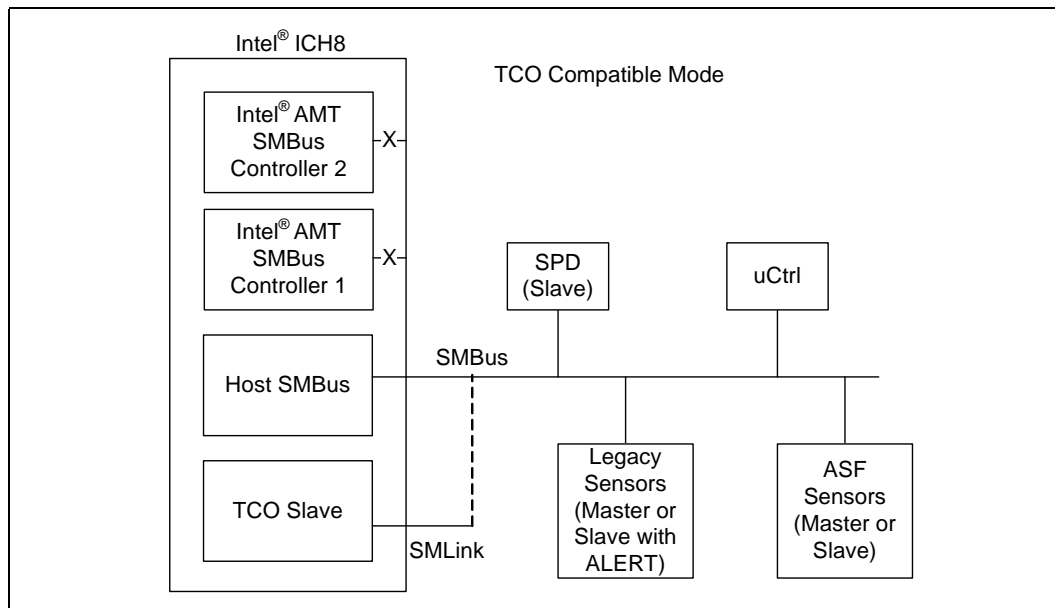 Intel® ICH8
TCO Compatible Mode
Intel® AMT
SMBus
Controller 2
X
Intel® AMT
SMBus
Controller 1
X
SPD
(Slave)
uCtrl
SMBus
Host SMBus
Legacy
Sensors
(Master or
Slave with
ALERT)
ASF
Sensors
(Master or
Slave)
TCO Slave
SMLink